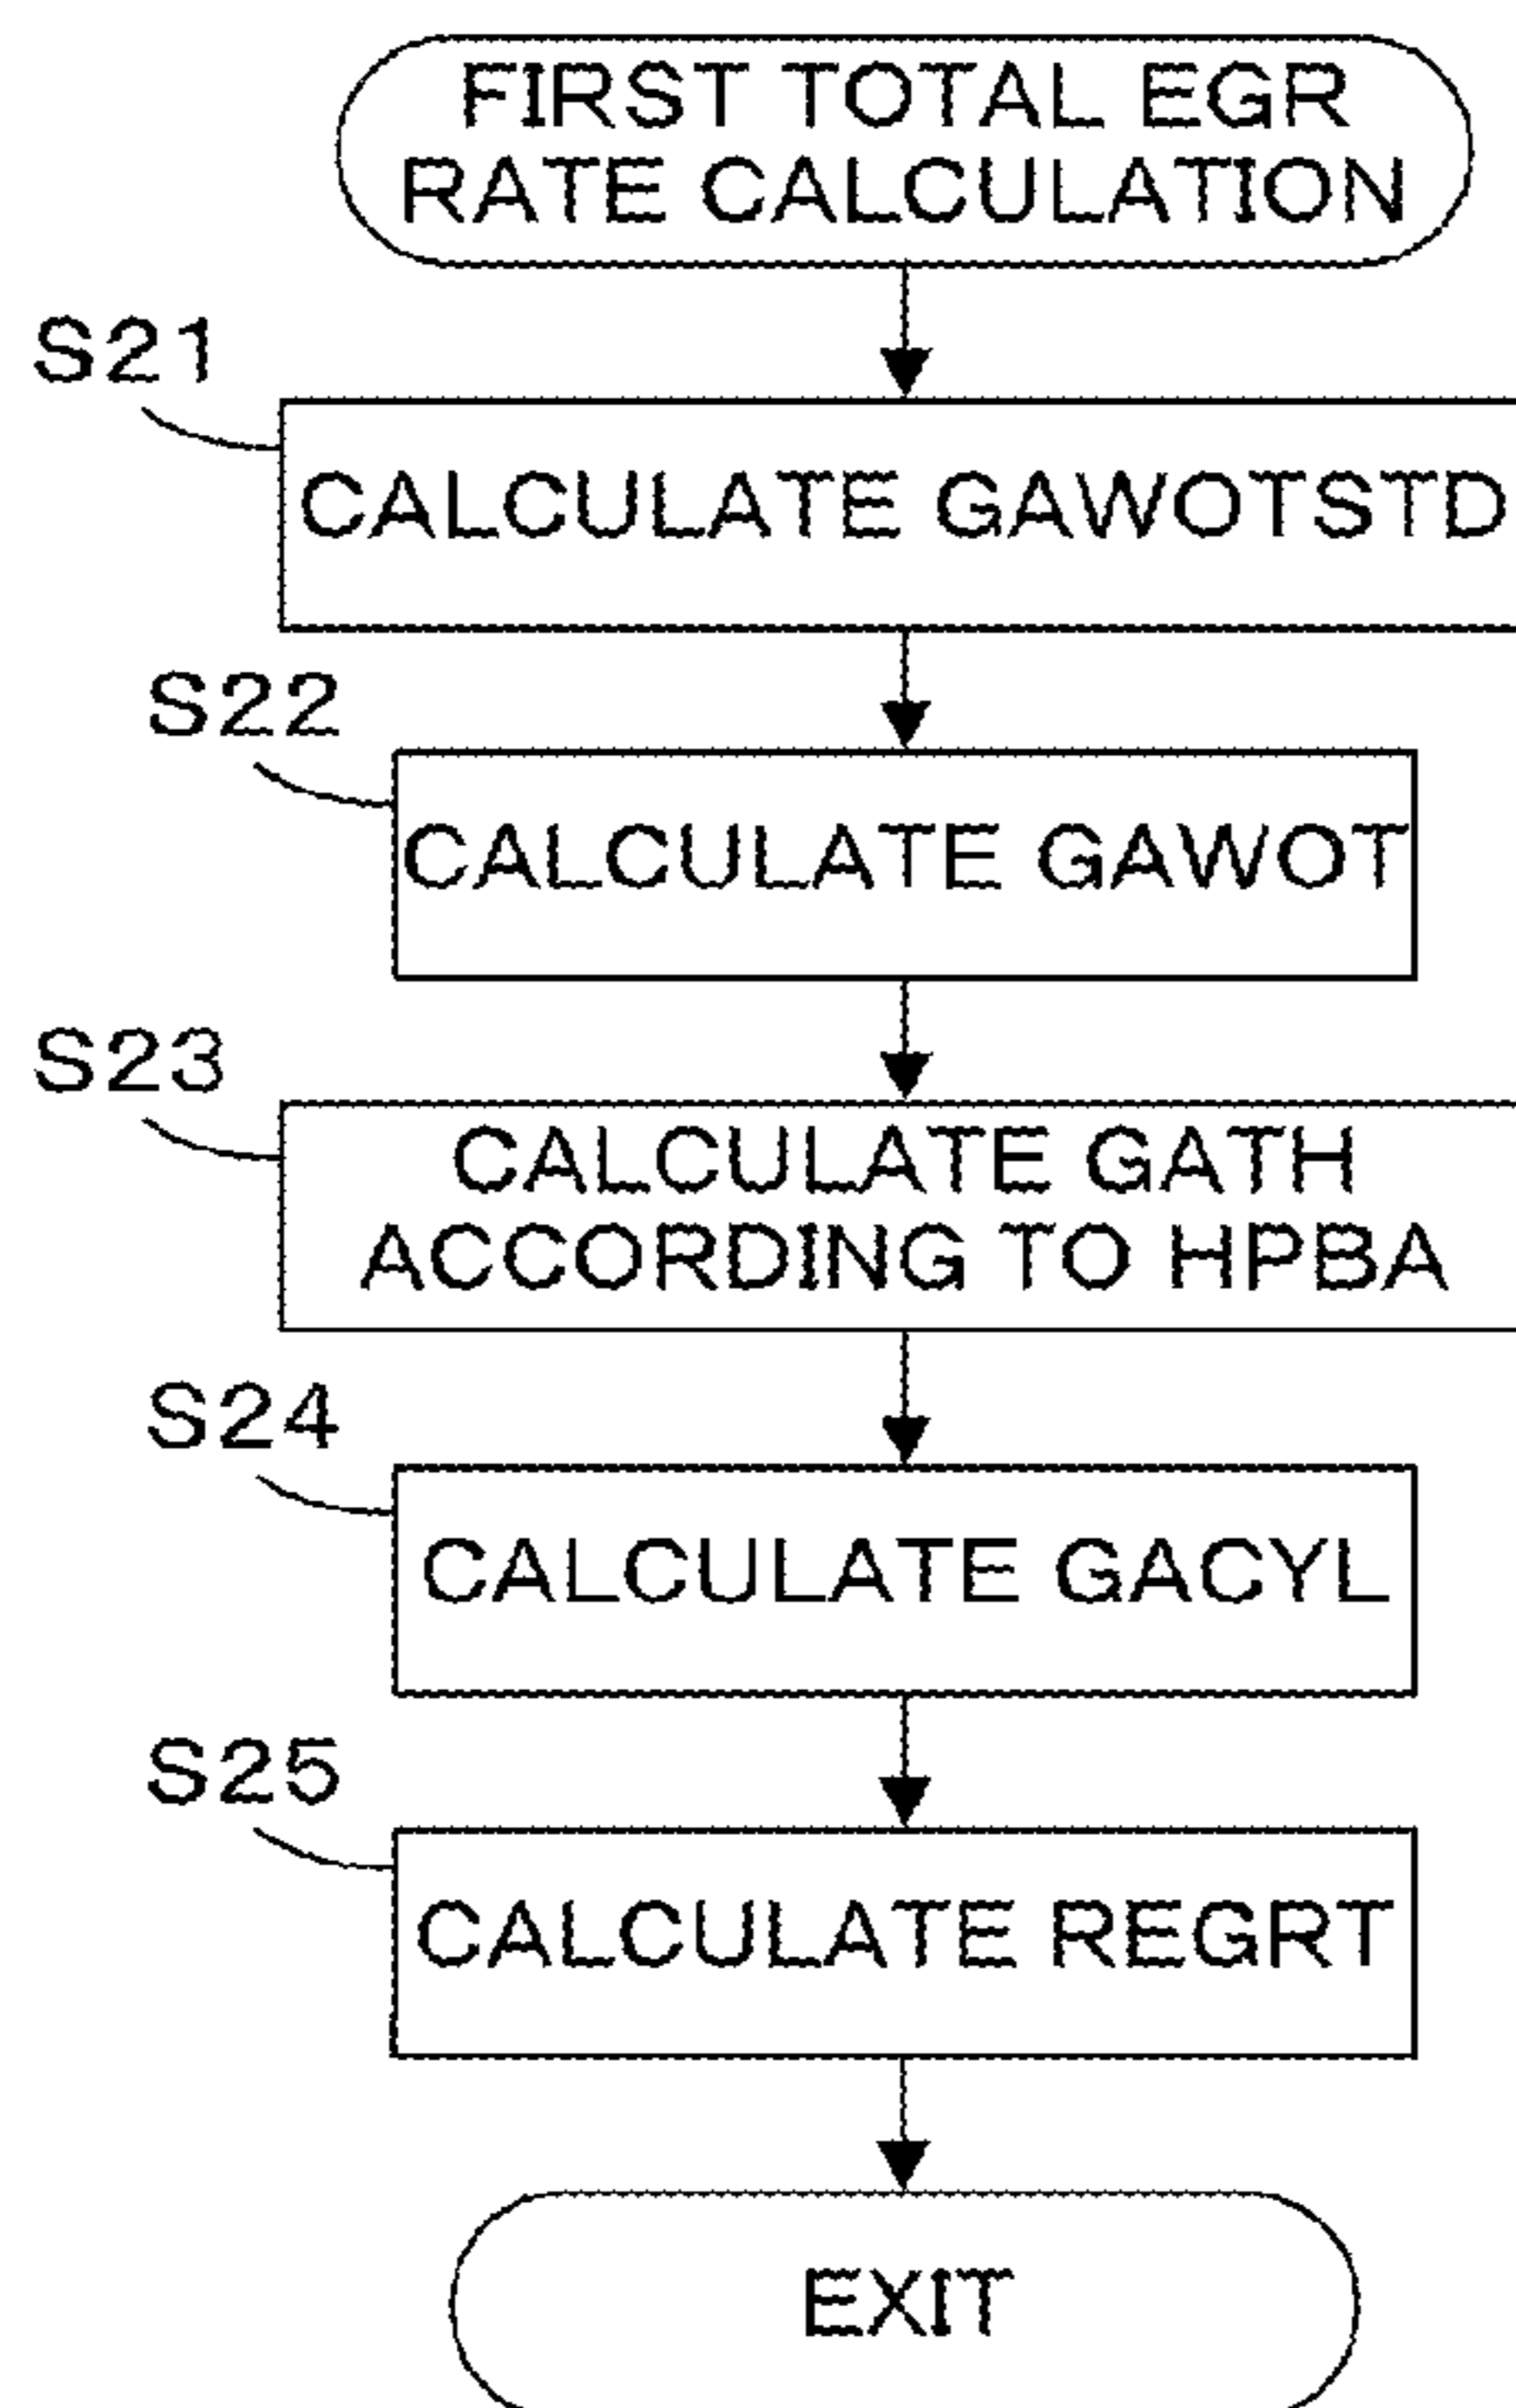 FIRST TOTAL EGR
RATE CALCULATION
S21
CALCULATE GAWOTSTD
S22
CALCULATE GAWOT
S23
CALCULATE GATH
ACCORDING TO HPBA
S24
CALCULATE GACYL
S25
CALCULATE REGRT
EXIT